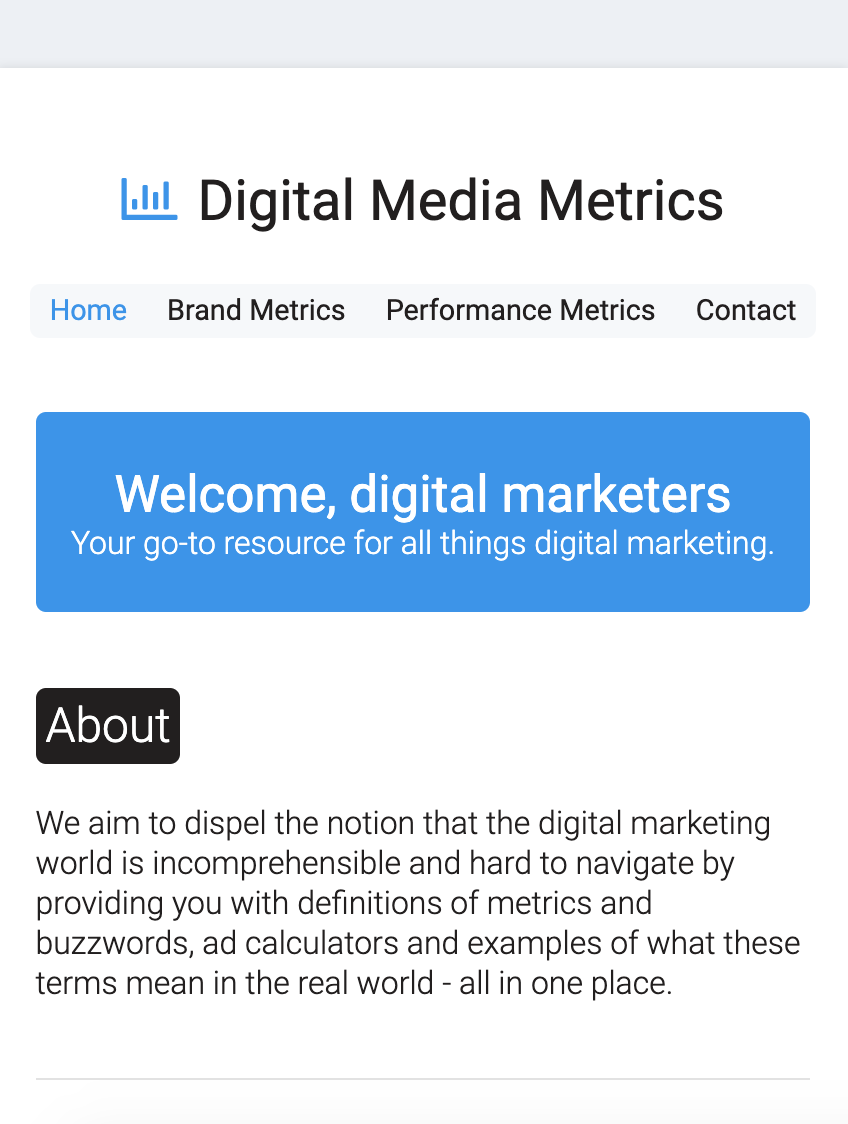 Digital Media Metrics
Home Brand Metrics Performance Metrics Contact
Welcome, digital marketers
Your go-to resource for all things digital marketing.
About
We aim to dispel the notion that the digital marketing
world is incomprehensible and hard to navigate by
providing you with definitions of metrics and
buzzwords, ad calculators and examples of what these
terms mean in the real world - all in one place.